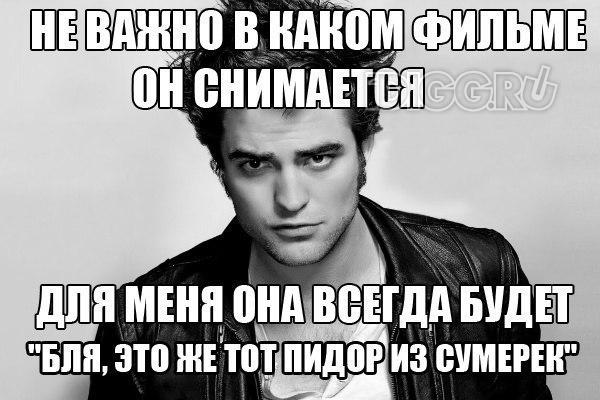 НЕ ВАЖНО В КАКОМ ФИЛЬМЕ
ОН СНИМАЕТСЯ
ДЛЯ МЕНЯ ОНА ВСЕГДА БУДЕТ
"БЛЯ, ЭТО ЖЕ ТОТ ПИДОР ИЗ СУМЕРЕК"